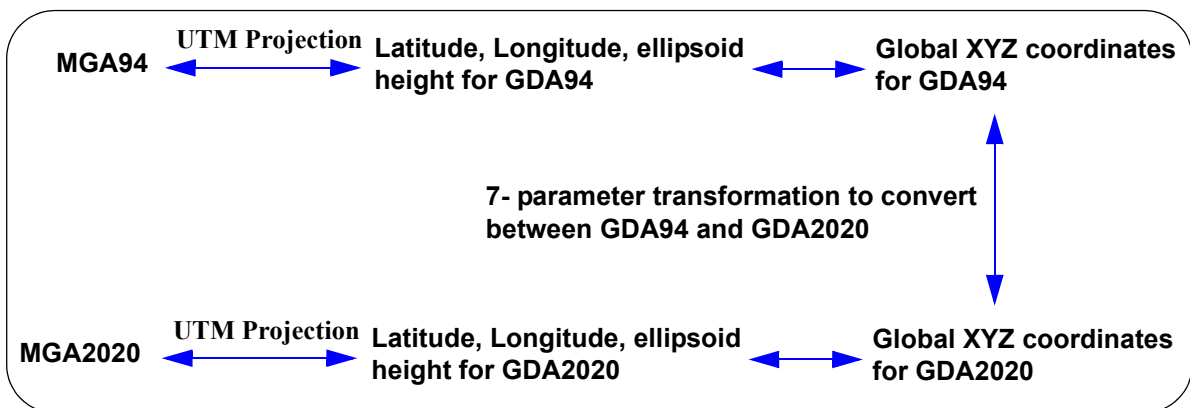 UTM Projection
MGA94
Latitude, Longitude, ellipsoid
height for GDA94
Global XYZ coordinates
for GDA94
7- parameter transformation to convert
between GDA94 and GDA2020
UTM Projection
MGA2020
Latitude, Longitude, ellipsoid
height for GDA2020
Global XYZ coordinates
for GDA2020